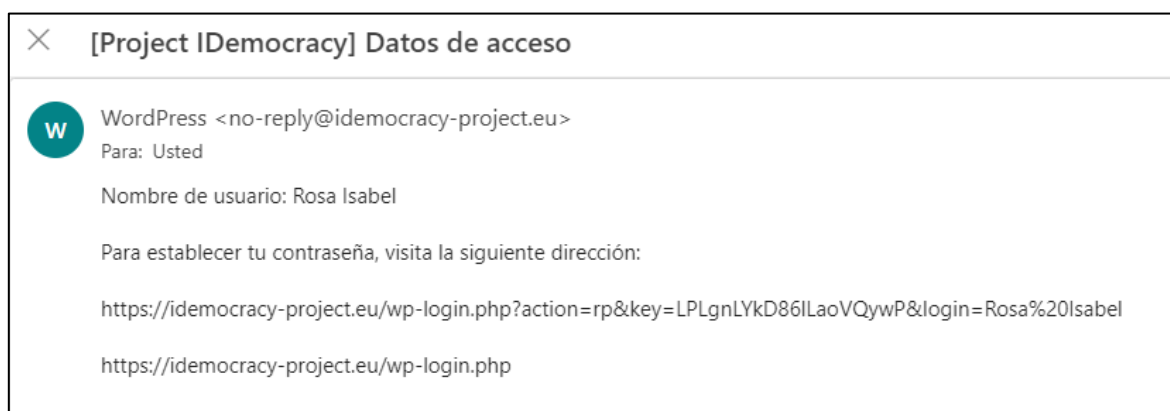 [Project IDemocracy] Datos de acceso
W
WordPress <no-reply@idemocracy-project.eu>
Para: Usted
Nombre de usuario: Rosa Isabel
Para establecer tu contraseña, visita la siguiente dirección:
https://idemocracy-project.eu/wp-login.php?action=rp&key=LPLgnLYkD86ILaoVQywP&login=Rosa%20Isabel
https://idemocracy-project.eu/wp-login.php